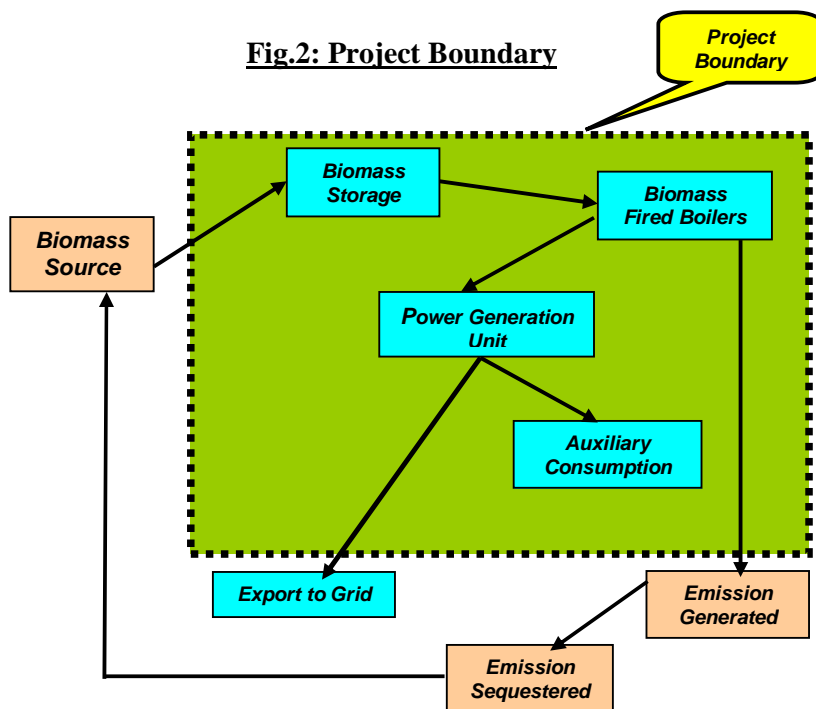 Fig.2: Project Boundary
Project
Boundary
Biomass
Storage
Biomass
Fired Boilers
Biomass
Source
Power Generation
Unit
Auxiliary
Consumption
Export to Grid
Emission
Generated
Emission
Sequestered